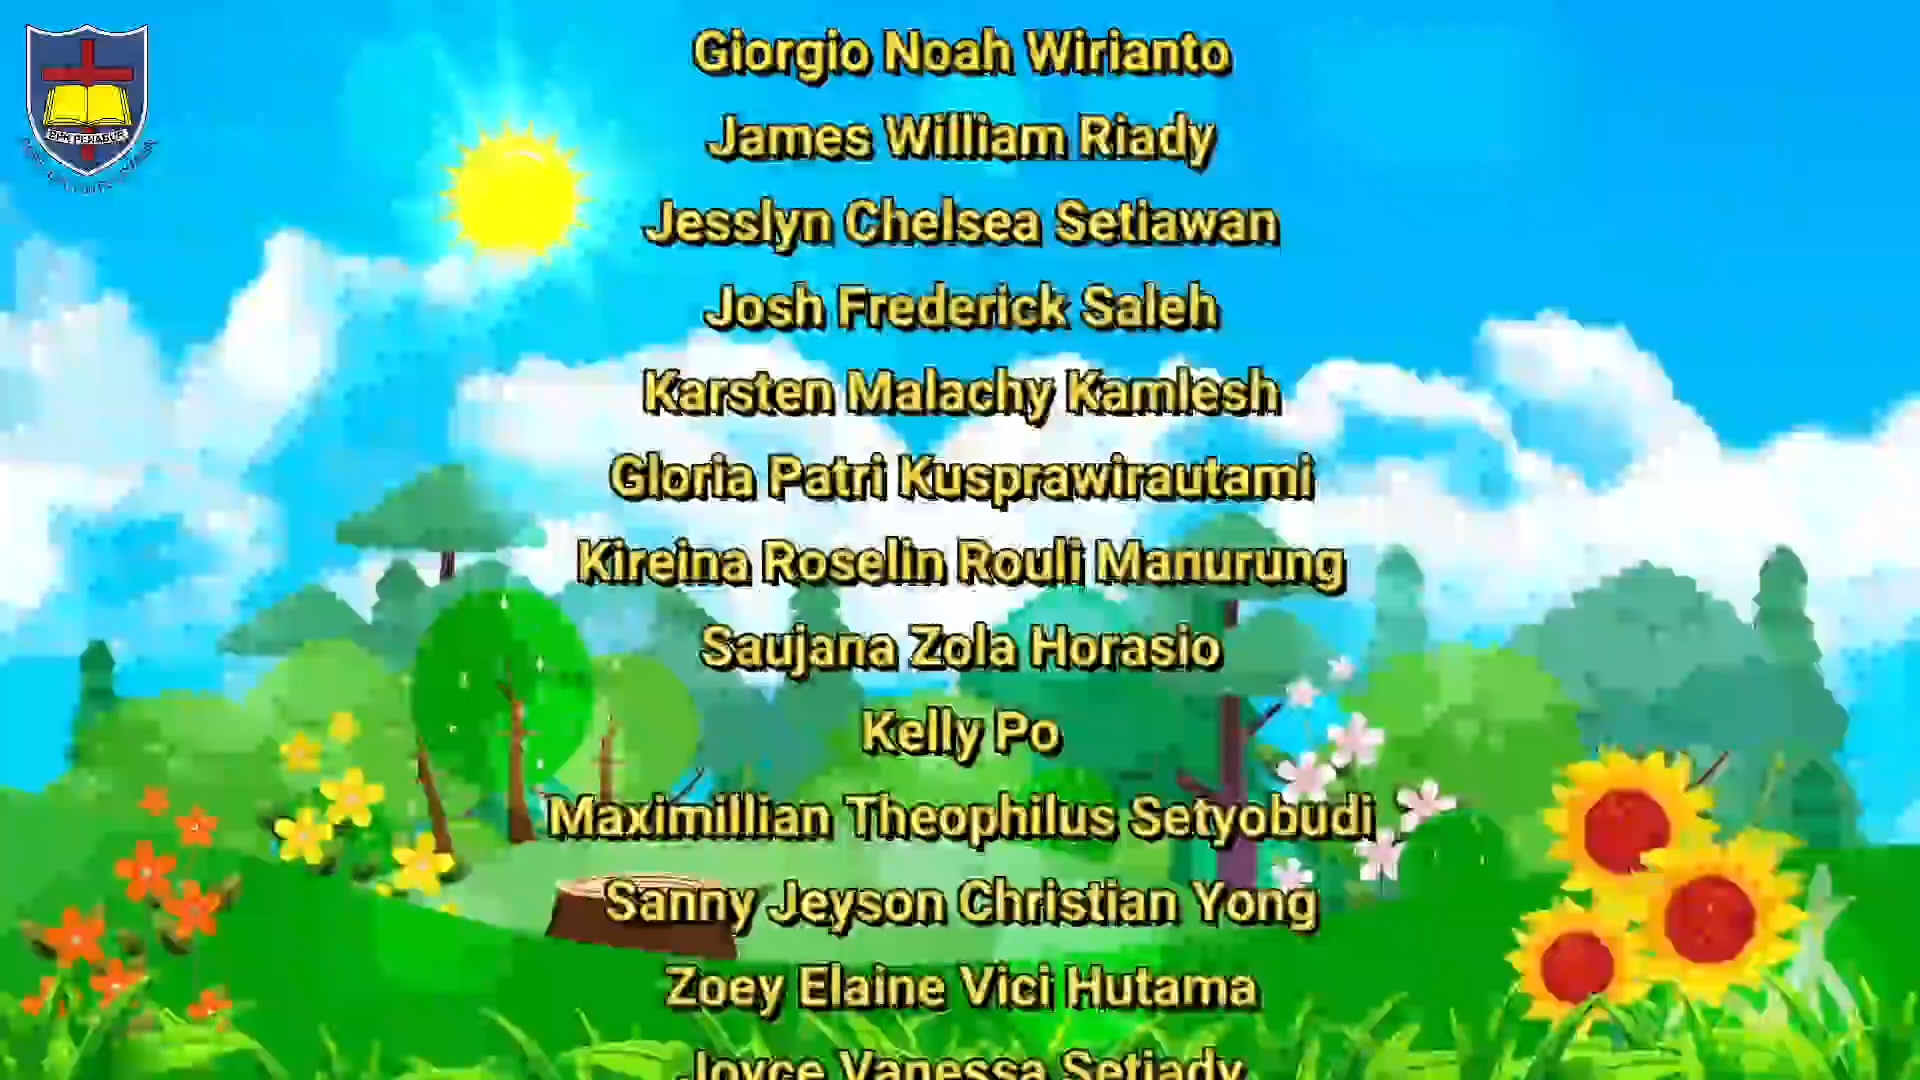 BPK PENABUR
Giorgio Noah Wirianto
James William Riady
Jesslyn Chelsea Setiawan
Josh Frederick Saleh
Karsten Malachy Kamlesh
Gloria Patri Kusprawirautami
Kireina Roselin Rouli Manurung
Saujana Zola Horasio
Kelly Po
Maximillian Theophilus Setyobudi
Sanny Jeyson Christian Yong
Zoey Elaine Vici Hutama
Joyce Vanessa Setiady